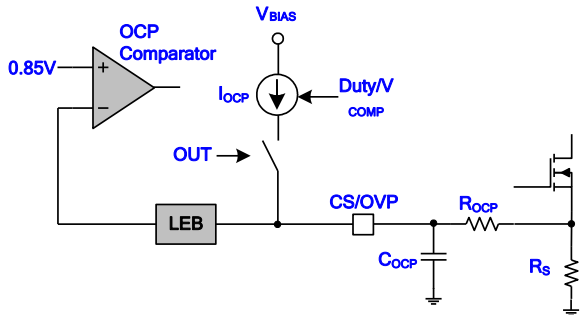 OCP
Comparator
0.85V
+
−
VBIAS
IOCP
Duty/V
COMP
OUT
LEB
CS/OVP
ROCP
COCP
RS